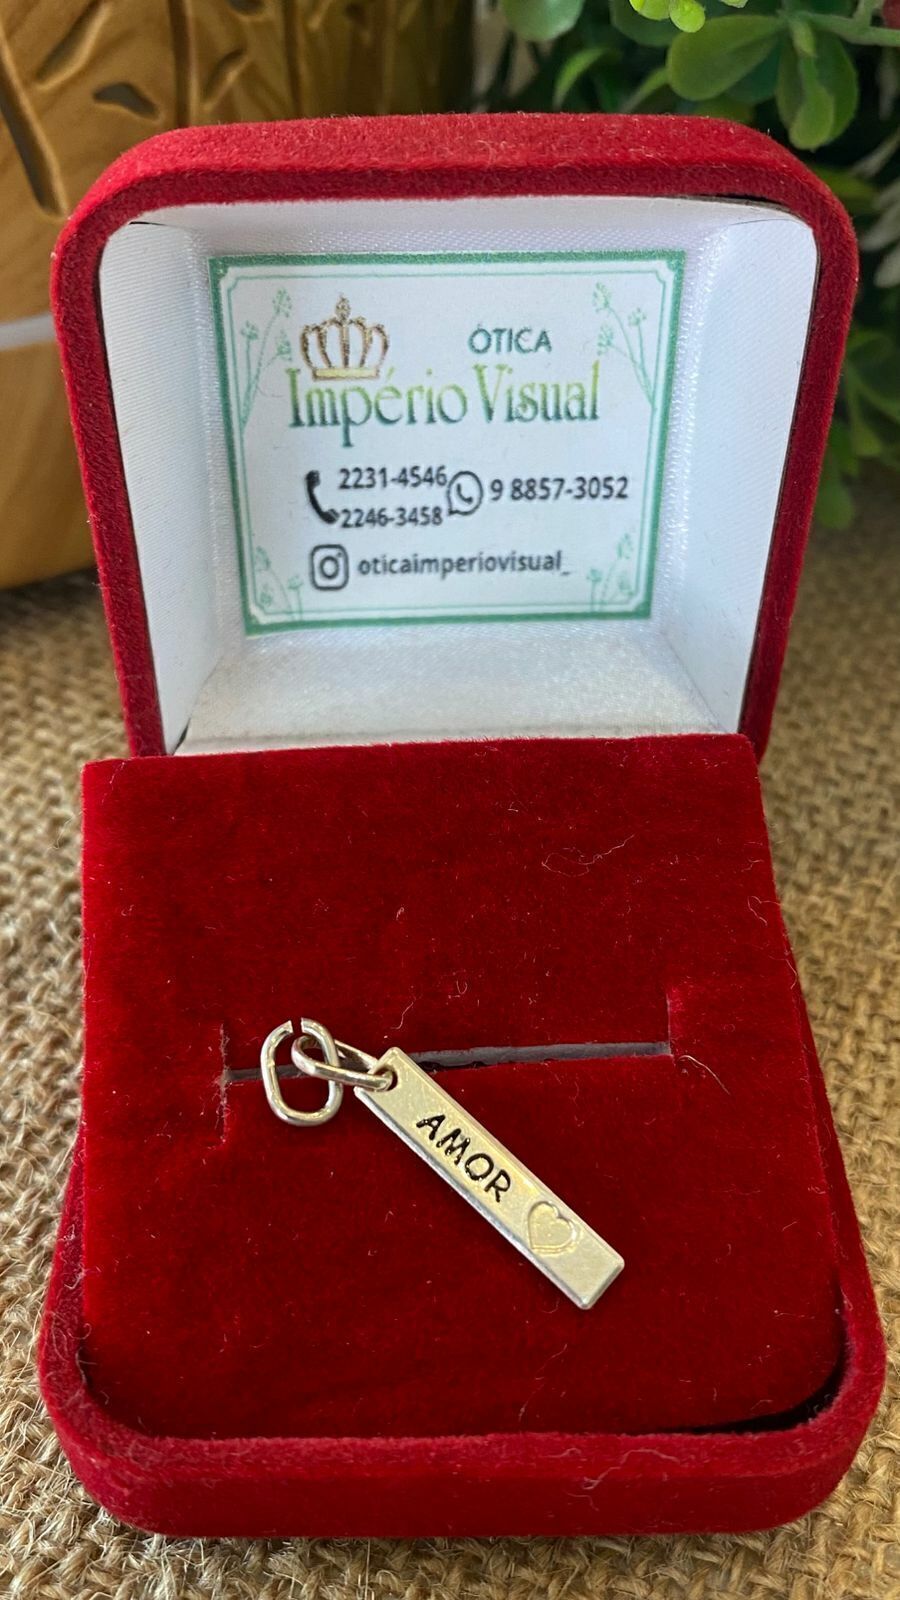 ÓTICA
Império Visual
2231-4546
2246-3458
9 8857-3052
oticaimperiovisual_
AMOR